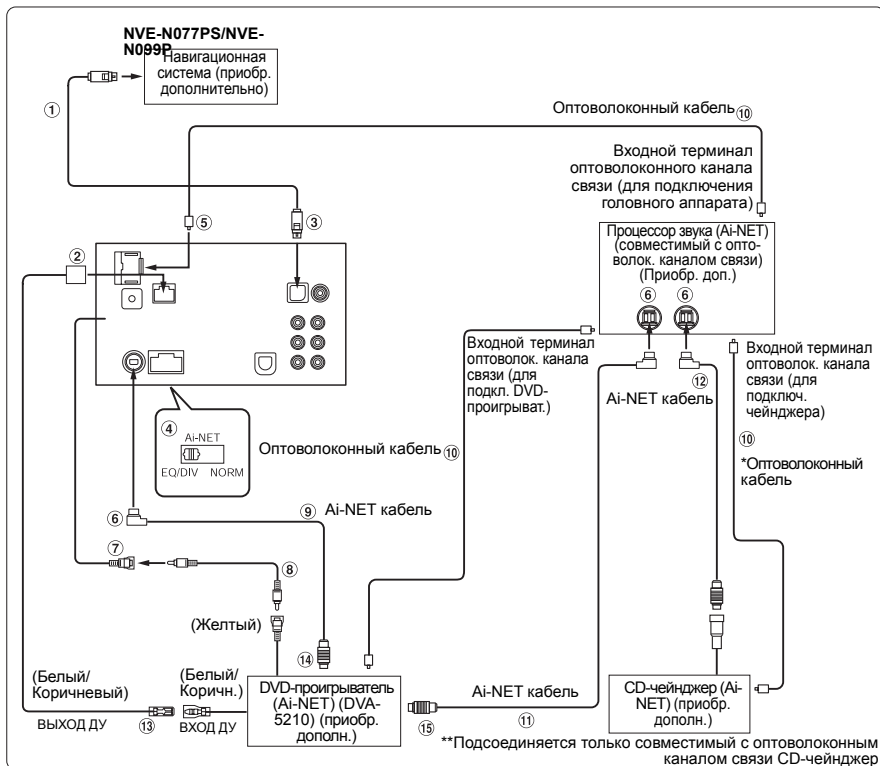 NVE-N077PS/NVE-
N099P
Навигационная
система (приобр.
дополнительно)
①
Оптоволоконный кабель ⑩
Входной терминал
оптоволоконного канала
связи (для подключения
головного аппарата)
⑤
③
②
Процессор звука (Ai-NET)
(совместимый с опто-
волок. каналом связи)
(Приобр. доп.)
⑥ ⑥
Входной терминал
оптоволок. канала
связи (для
подкл. DVD-
проигрыват.)
Ai-NET кабель
⑫
Входной терминал
оптоволок. канала
связи (для
подключ.
чейнджера)
⑩
*Оптоволоконный
кабель
④
Ai-NET
EQ/DIV NORM
Оптоволоконный кабель ⑩
⑥
⑨ Ai-NET кабель
⑦
⑧
(Желтый)
⑭
(Белый/
Коричневый)
ВЫХОД ДУ
⑬
(Белый/
Коричн.)
ВХОД ДУ
DVD-проигрыватель
(Ai-NET) (DVA-
5210) (приобр.
дополн.)
⑮
Ai-NET кабель
⑪
CD-чейнджер (Ai-
NET) (приобр.
дополн.)
**Подсоединяется только совместимый с оптоволоконным
каналом связи CD-чейнджер